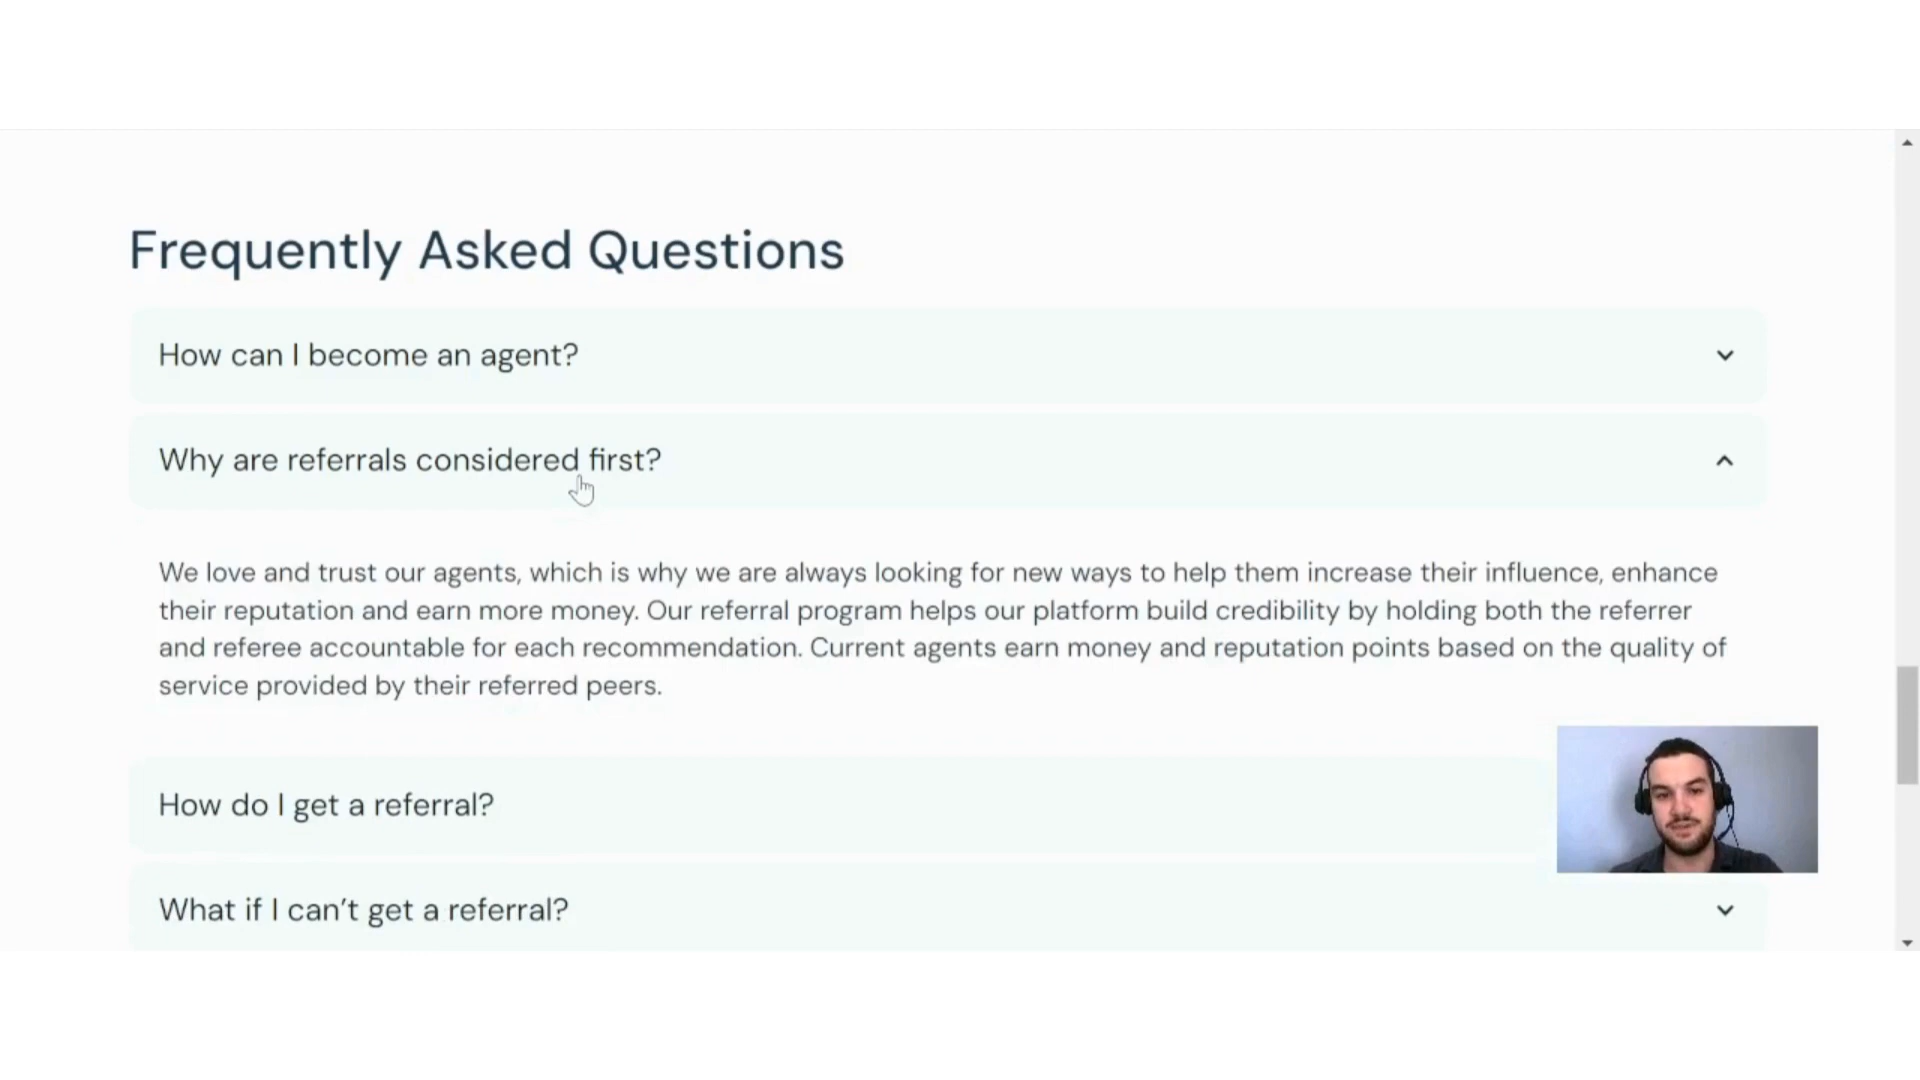 Frequently Asked Questions
How can I become an agent?
Why are referrals considered first?
We love and trust our agents, which is why we are always looking for new ways to help them increase their influence, enhance
their reputation and earn more money. Our referral program helps our platform build credibility by holding both the referrer
and referee accountable for each recommendation. Current agents earn money and reputation points based on the quality of
service provided by their referred peers.
How do I get a referral?
What if I can’t get a referral?